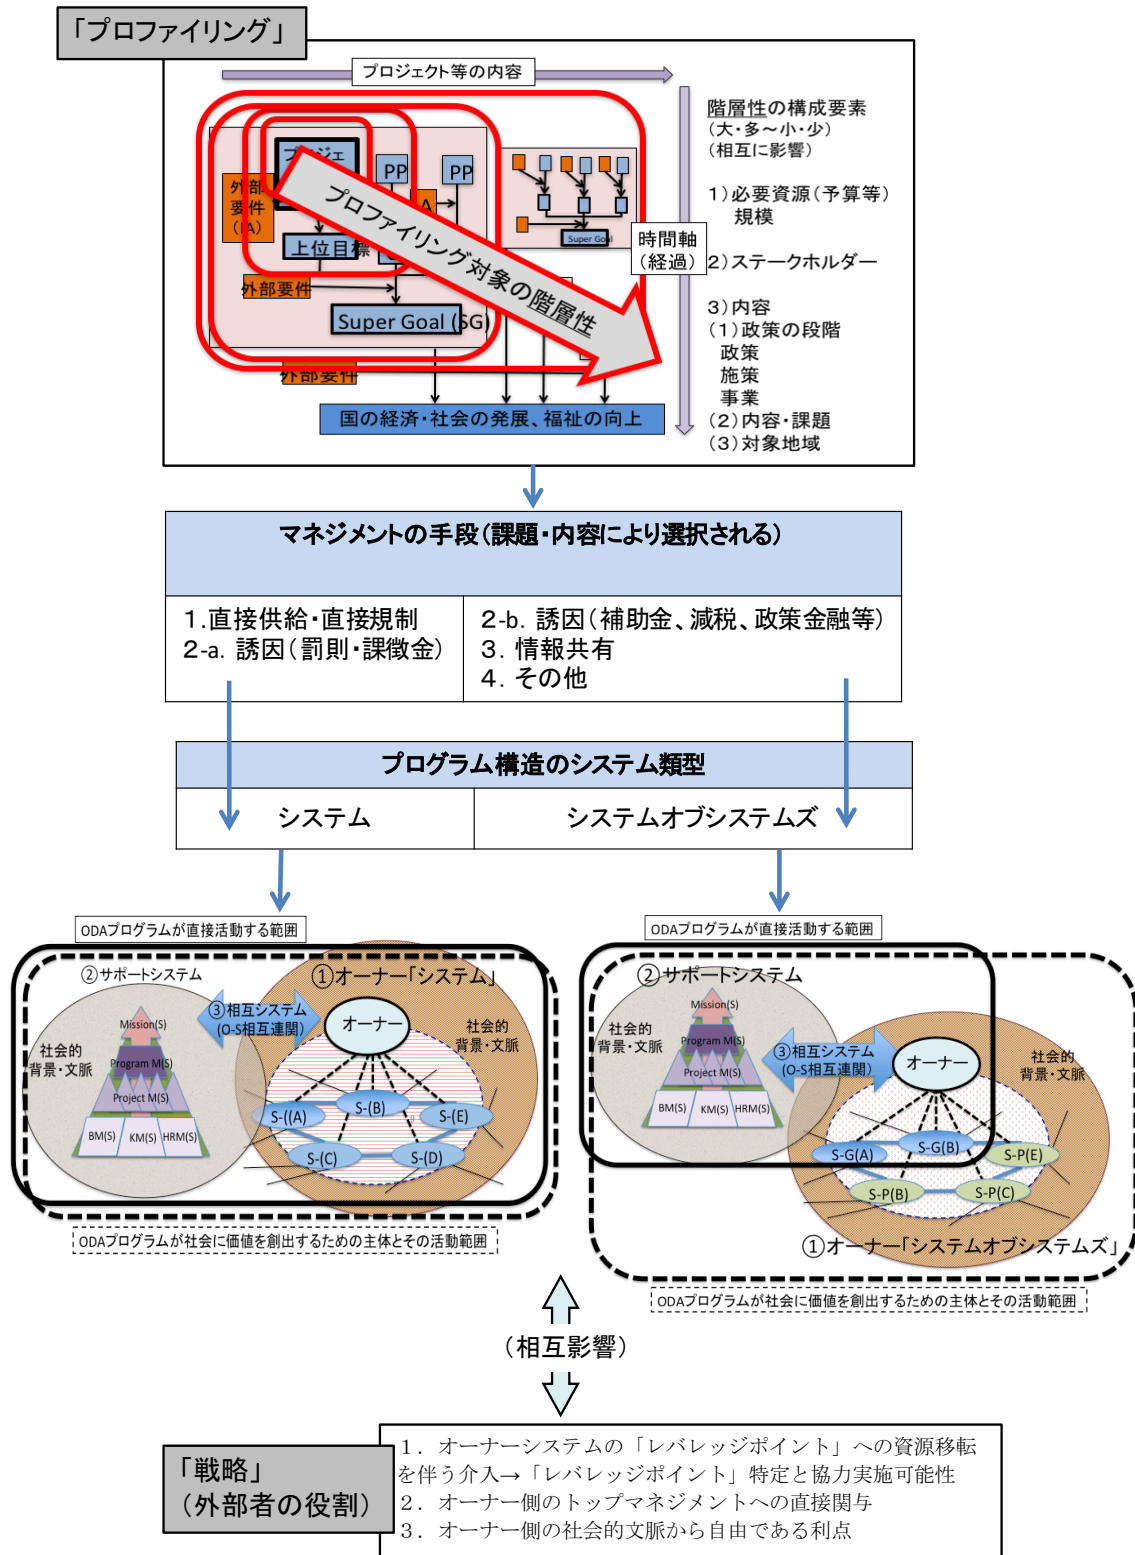 「プロファイリング」
プロジェクト等の内容
階層性の構成要素
(大・多～小・少)
(相互に影響)
1)必要資源(予算等)
規模
2)ステークホルダー
3)内容
(1)政策の段階
政策
施策
事業
(2)内容・課題
(3)対象地域
時間軸
(経過)
プロジェ
PP
PP
外部
要件
(IA)
上位目標
外部要件
Super Goal (SG)
外部要件
Super Goal
プロファイリング対象の階層性
国の経済・社会の発展、福祉の向上
マネジメントの手段(課題・内容により選択される)
1.直接供給・直接規制
2-a. 誘因(罰則・課徴金)
2-b. 誘因(補助金、減税、政策金融等)
3. 情報共有
4. その他
プログラム構造のシステム類型
システム
システムオブシステムズ
ODAプログラムが直接活動する範囲
②サポートシステム
①オーナー「システム」
③相互システム
(O-S相互連関)
オーナー
社会的
背景・文脈
社会的
背景・文脈
Mission(S)
Program M(S)
Project M(S)
BM(S) KM(S) HRM(S)
S-((A)
S-(B)
S-(E)
S-(C)
S-(D)
ODAプログラムが社会に価値を創出するための主体とその活動範囲
ODAプログラムが直接活動する範囲
②サポートシステム
社会的
背景・文脈
Mission(S)
Program M(S)
Project M(S)
BM(S) KM(S) HRM(S)
③相互システム
(O-S相互連関)
オーナー
社会的
背景・文脈
S-G(A)
S-G(B)
S-P(E)
S-P(B)
S-P(C)
①オーナー「システムオブシステムズ」
ODAプログラムが社会に価値を創出するための主体とその活動範囲
(相互影響)
「戦略」
(外部者の役割)
1．オーナーシステムの「レバレッジポイント」への資源移転
を伴う介入→「レバレッジポイント」特定と協力実施可能性
2．オーナー側のトップマネジメントへの直接関与
3．オーナー側の社会的文脈から自由である利点